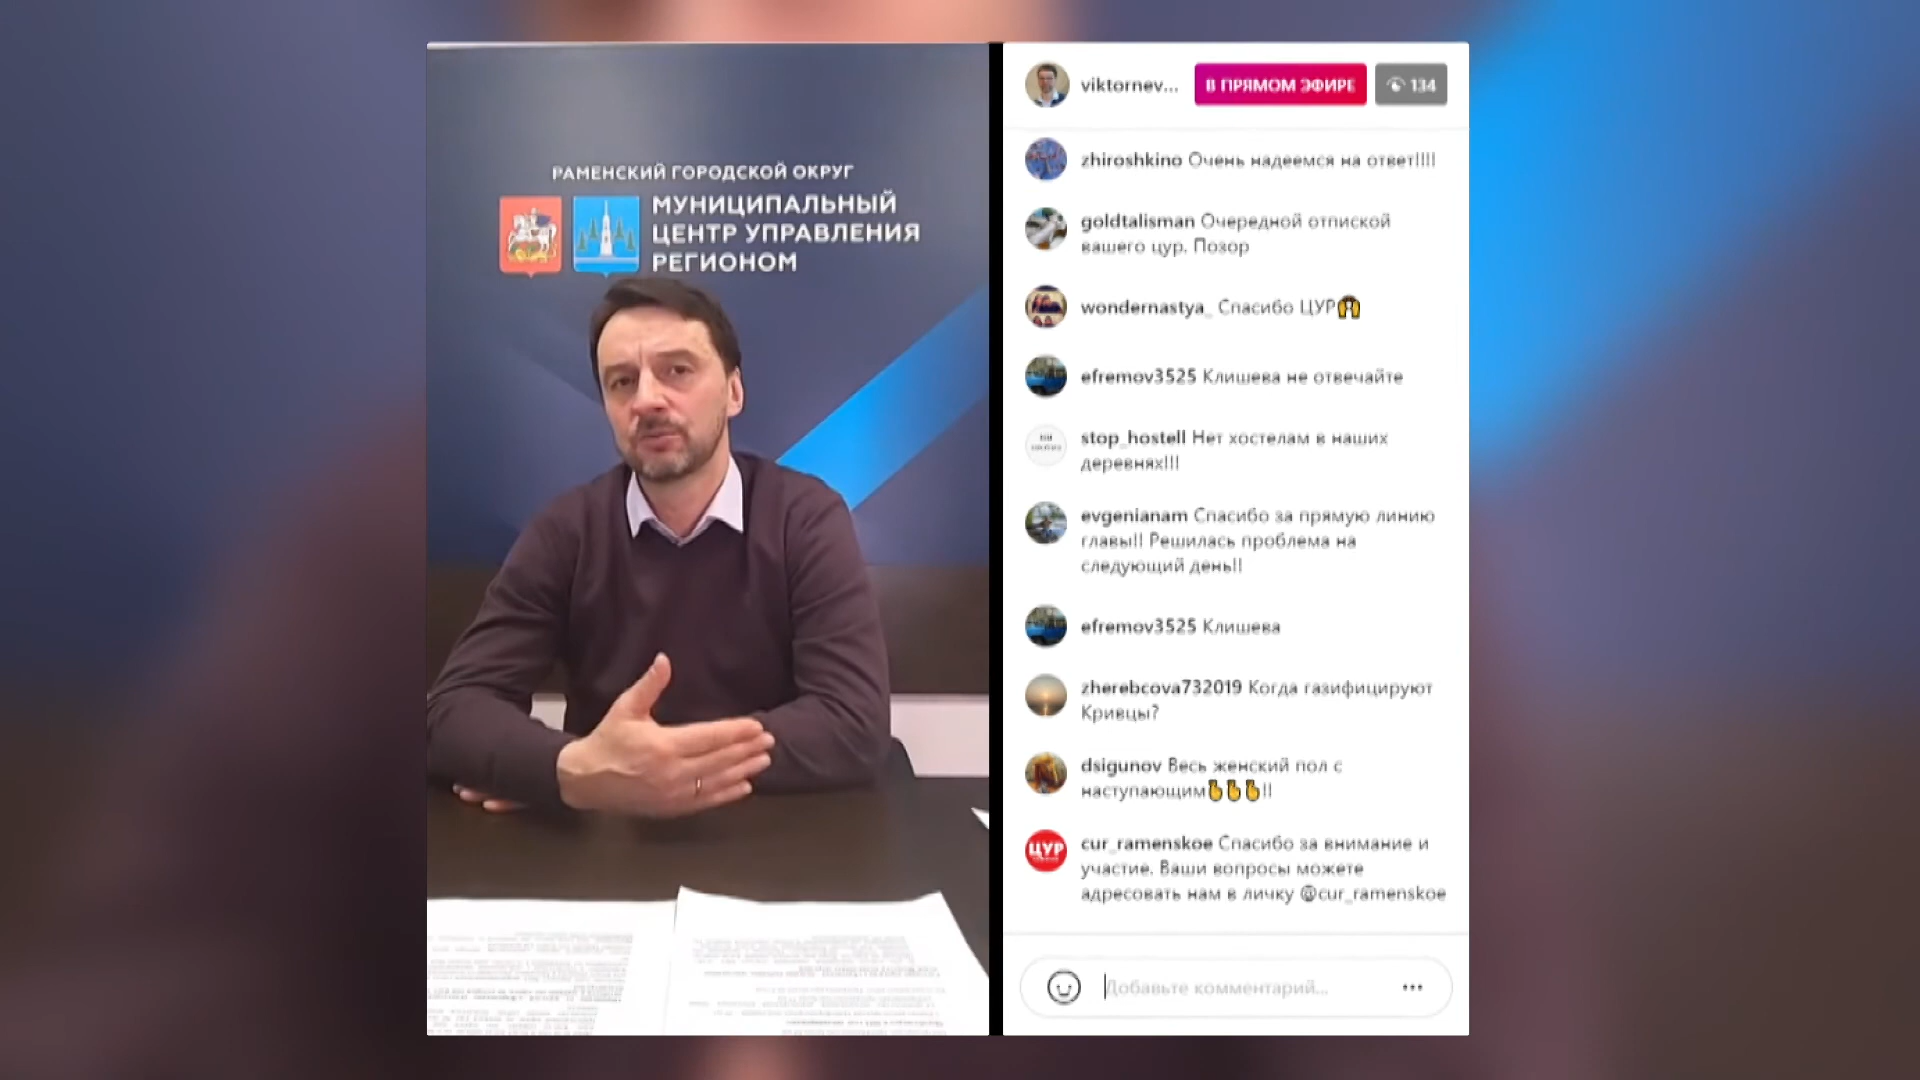 РАМЕНСКИЙ ГОРОДСКОЙ ОКРУГ
МУНИЦИПАЛЬНЫЙ
ЦЕНТР УПРАВЛЕНИЯ
РЕГИОНОМ
viktornev...
В ПРЯМОМ ЭФИРЕ
134
zhiroshkino Очень надеемся на ответ!!!!
goldtalisman Очередной отпиской
вашего цур. Позор
wondernastya_ Спасибо ЦУР🙌
efremov3525 Клишева не отвечайте
stop_hostell Нет хостелам в наших
деревнях!!!
evgenianam Спасибо за прямую линию
главы!! Решилась проблема на
следующий день!!
efremov3525 Клишева
zherebcova732019 Когда газифицируют
Кривцы?
dsigunov Весь женский пол с
наступающим💪💪💪!!
ЦУР
cur_ramenskoe Спасибо за внимание и
участие. Ваши вопросы можете
адресовать нам в личку @cur_ramenskoe
Добавьте комментарий...